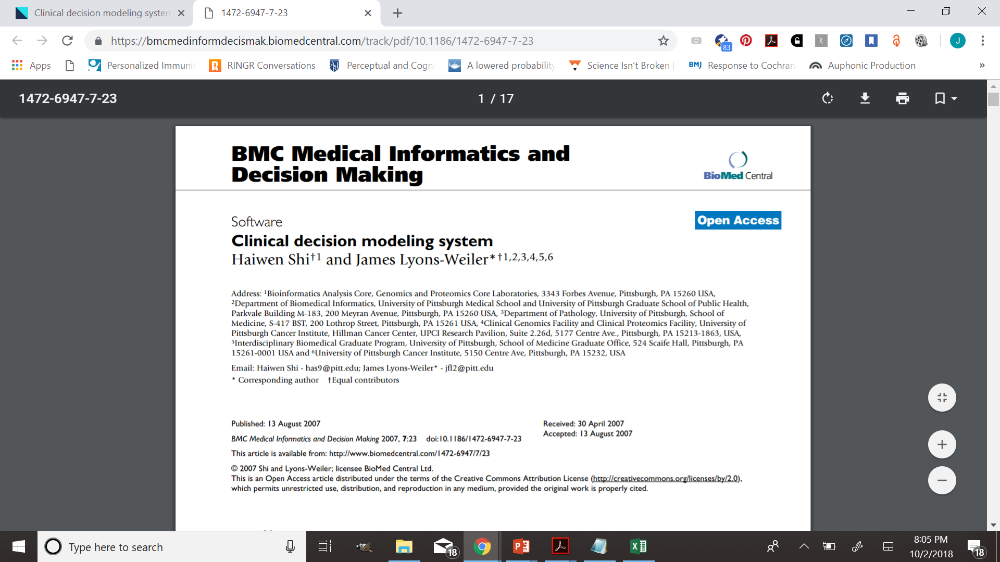 Clinical decision modeling system
1472-6947-7-23
https://bmcmedinformdecismak.biomedcentral.com/track/pdf/10.1186/1472-6947-7-23
83
J
Apps
Personalized Immuni
RINGR Conversations
Perceptual and Cogni
A lowered probability
Science Isn't Broken |
BMJ Response to Cochran
Auphonic Production
»
1472-6947-7-23
1 / 17
BMC Medical Informatics and
Decision Making
BioMed Central
Software
Open Access
Clinical decision modeling system
Haiwen Shi†1 and James Lyons-Weiler*†1,2,3,4,5,6
Address: 1Bioinformatics Analysis Core, Genomics and Proteomics Core Laboratories, 3343 Forbes Avenue, Pittsburgh, PA 15260 USA,
2Department of Biomedical Informatics, University of Pittsburgh Medical School and University of Pittsburgh Graduate School of Public Health,
Parkvale Building M-183, 200 Meyran Avenue, Pittsburgh, PA 15260 USA, 3Department of Pathology, University of Pittsburgh, School of
Medicine, S-417 BST, 200 Lothrop Street, Pittsburgh, PA 15261 USA, 4Clinical Genomics Facility and Clinical Proteomics Facility, University of
Pittsburgh Cancer Institute, Hillman Cancer Center, UPCI Research Pavilion, Suite 2.26d, 5177 Centre Ave., Pittsburgh, PA 15213-1863, USA,
5Interdisciplinary Biomedical Graduate Program, University of Pittsburgh, School of Medicine Graduate Office, 524 Scaife Hall, Pittsburgh, PA
15261-0001 USA and 6University of Pittsburgh Cancer Institute, 5150 Centre Ave, Pittsburgh, PA 15232, USA
Email: Haiwen Shi - has9@pitt.edu; James Lyons-Weiler* - jfl2@pitt.edu
* Corresponding author †Equal contributors
Published: 13 August 2007
Received: 30 April 2007
Accepted: 13 August 2007
BMC Medical Informatics and Decision Making 2007, 7:23 doi:10.1186/1472-6947-7-23
This article is available from: http://www.biomedcentral.com/1472-6947/7/23
© 2007 Shi and Lyons-Weiler; licensee BioMed Central Ltd.
This is an Open Access article distributed under the terms of the Creative Commons Attribution License (http://creativecommons.org/licenses/by/2.0),
which permits unrestricted use, distribution, and reproduction in any medium, provided the original work is properly cited.
Type here to search
18
8:05 PM
10/2/2018
18